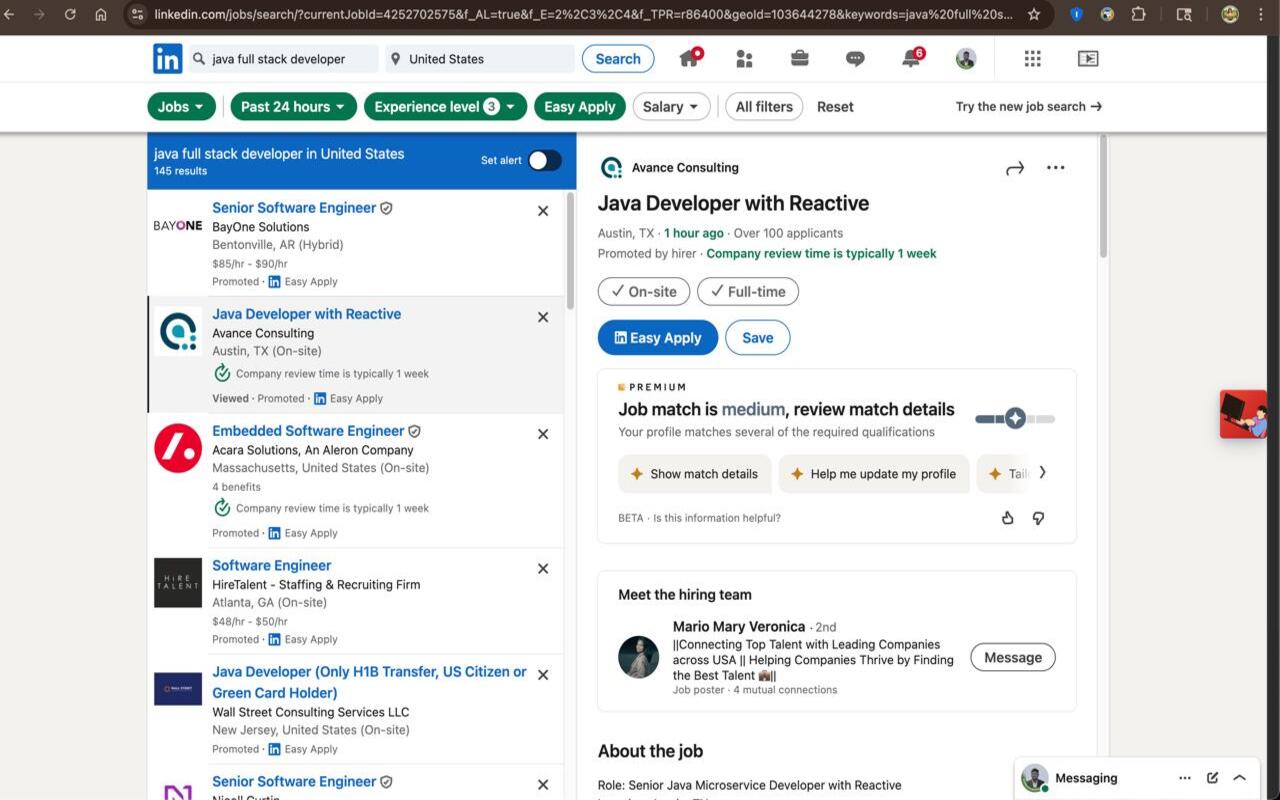 linkedin.com/jobs/search/?currentJobId=4252702575&f_AL=true&f_E=2%2C3%2C4&f_TPR=r86400&geoId=103644278&keywords=java%20full%20s...
in
java full stack developer
United States
Search
6
Jobs
Past 24 hours
Experience level 3
Easy Apply
Salary
All filters
Reset
Try the new job search →
java full stack developer in United States
145 results
Set alert
BAYONE
Senior Software Engineer
BayOne Solutions
Bentonville, AR (Hybrid)
$85/hr - $90/hr
Promoted · in Easy Apply
Java Developer with Reactive
Avance Consulting
Austin, TX (On-site)
Company review time is typically 1 week
Viewed · Promoted · in Easy Apply
Embedded Software Engineer
Acara Solutions, An Aleron Company
Massachusetts, United States (On-site)
4 benefits
Company review time is typically 1 week
Promoted · in Easy Apply
HIRE
TALENT
Software Engineer
HireTalent - Staffing & Recruiting Firm
Atlanta, GA (On-site)
$48/hr - $50/hr
Promoted · in Easy Apply
Java Developer (Only H1B Transfer, US Citizen or
Green Card Holder)
Wall Street Consulting Services LLC
New Jersey, United States (On-site)
Promoted · in Easy Apply
Senior Software Engineer
Avance Consulting
Java Developer with Reactive
Austin, TX · 1 hour ago · Over 100 applicants
Promoted by hirer · Company review time is typically 1 week
On-site
Full-time
in Easy Apply
Save
PREMIUM
Job match is medium, review match details
Your profile matches several of the required qualifications
Show match details
Help me update my profile
BETA · Is this information helpful?
Meet the hiring team
Mario Mary Veronica · 2nd
||Connecting Top Talent with Leading Companies
across USA || Helping Companies Thrive by Finding
the Best Talent 💼||
Job poster · 4 mutual connections
Message
About the job
Role: Senior Java Microservice Developer with Reactive
Messaging